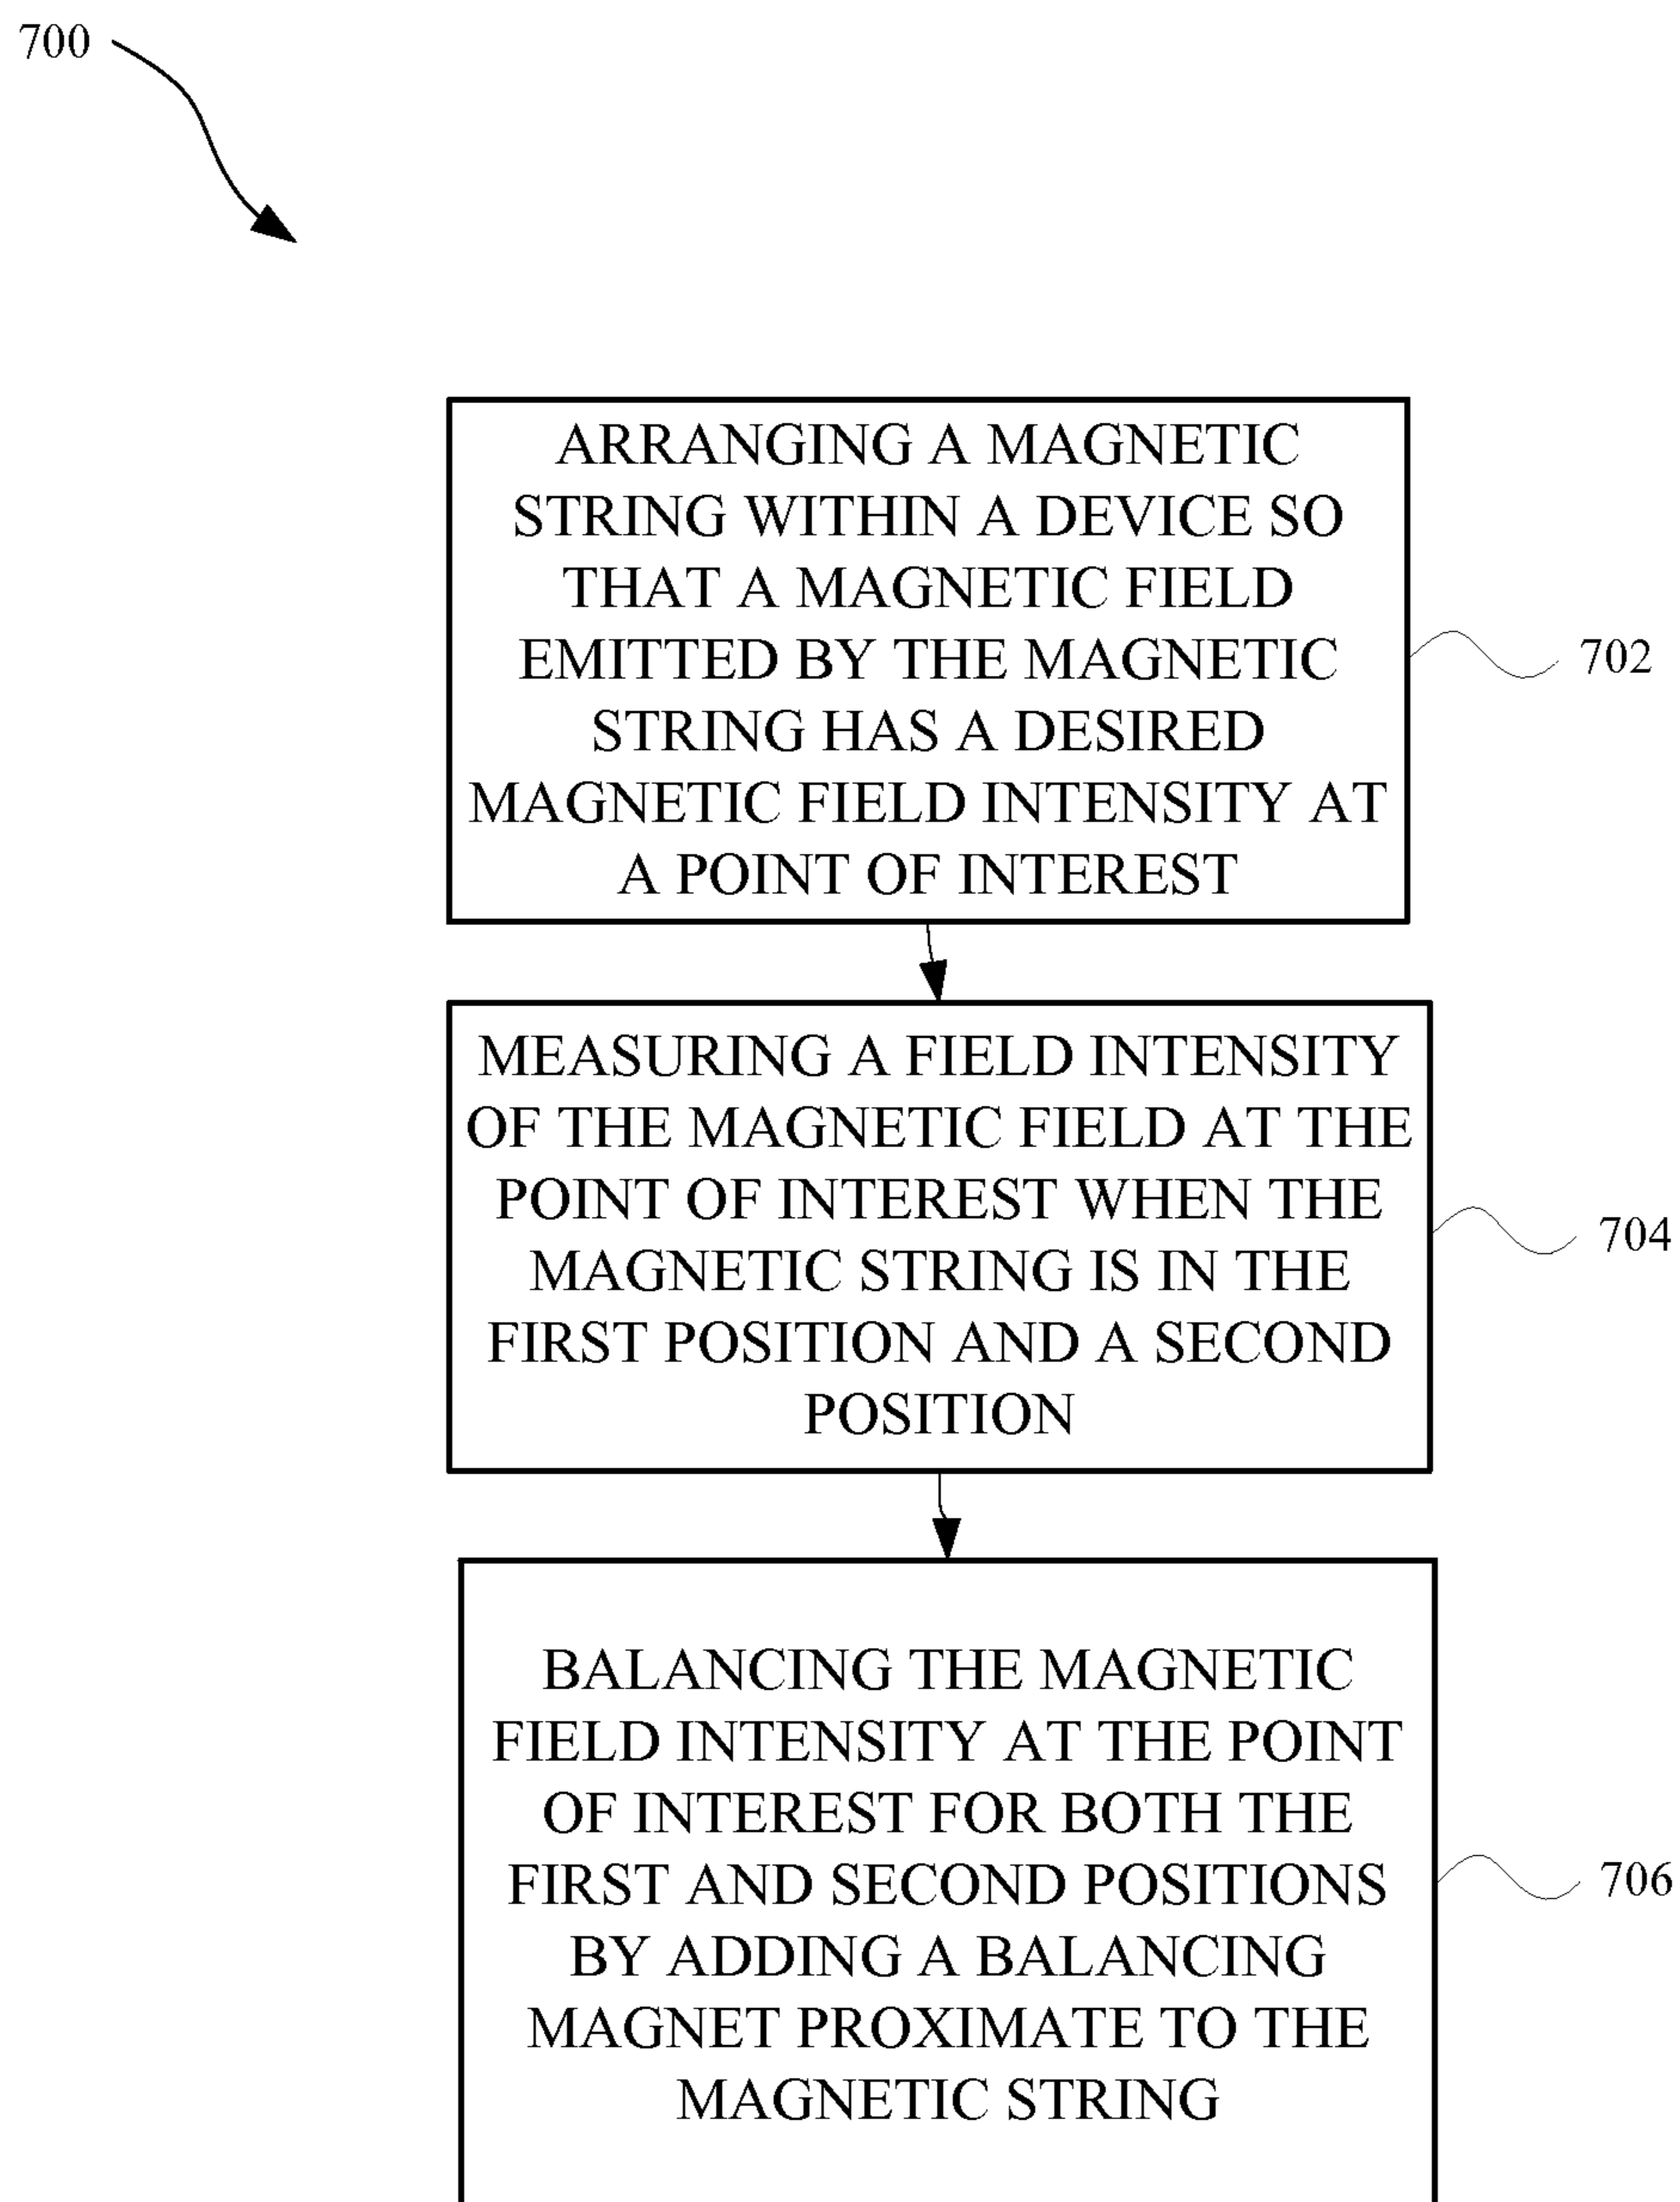 700
ARRANGING A MAGNETIC
STRING WITHIN A DEVICE SO
THAT A MAGNETIC FIELD
EMITTED BY THE MAGNETIC
STRING HAS A DESIRED
MAGNETIC FIELD INTENSITY AT
A POINT OF INTEREST
702
MEASURING A FIELD INTENSITY
OF THE MAGNETIC FIELD AT THE
POINT OF INTEREST WHEN THE
MAGNETIC STRING IS IN THE
FIRST POSITION AND A SECOND
POSITION
704
BALANCING THE MAGNETIC
FIELD INTENSITY AT THE POINT
OF INTEREST FOR BOTH THE
FIRST AND SECOND POSITIONS
BY ADDING A BALANCING
MAGNET PROXIMATE TO THE
MAGNETIC STRING
706